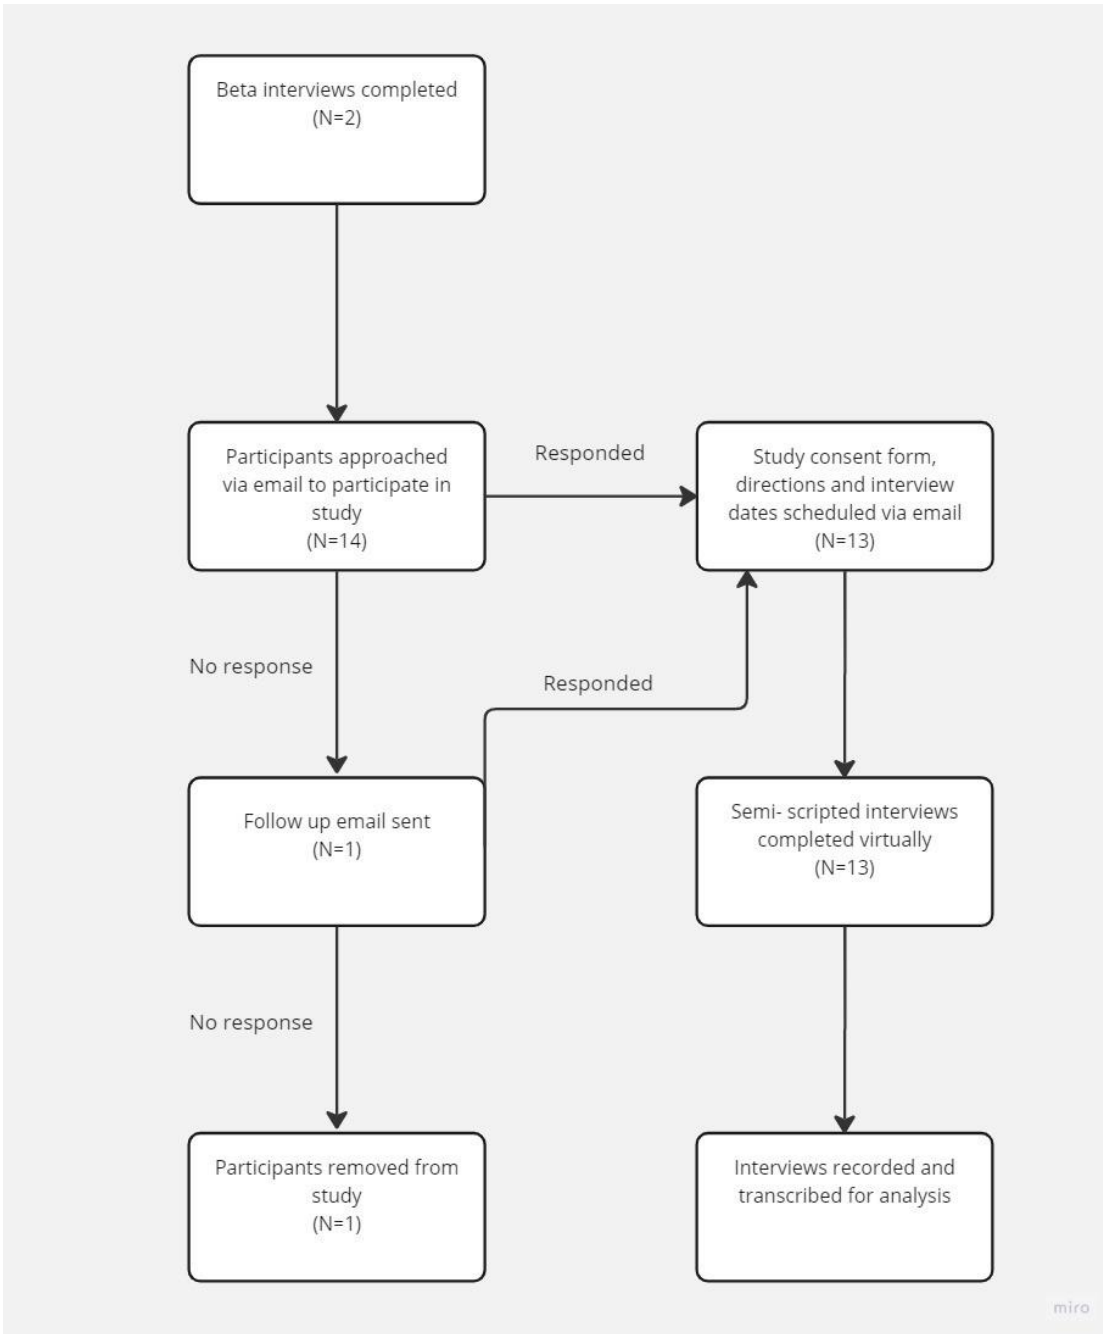 Beta interviews completed
(N=2)
Participants approached
via email to participate in
study
(N=14)
Responded
Study consent form,
directions and interview
dates scheduled via email
(N=13)
No response
Responded
Follow up email sent
(N=1)
Semi- scripted interviews
completed virtually
(N=13)
No response
Participants removed from
study
(N=1)
Interviews recorded and
transcribed for analysis
miro